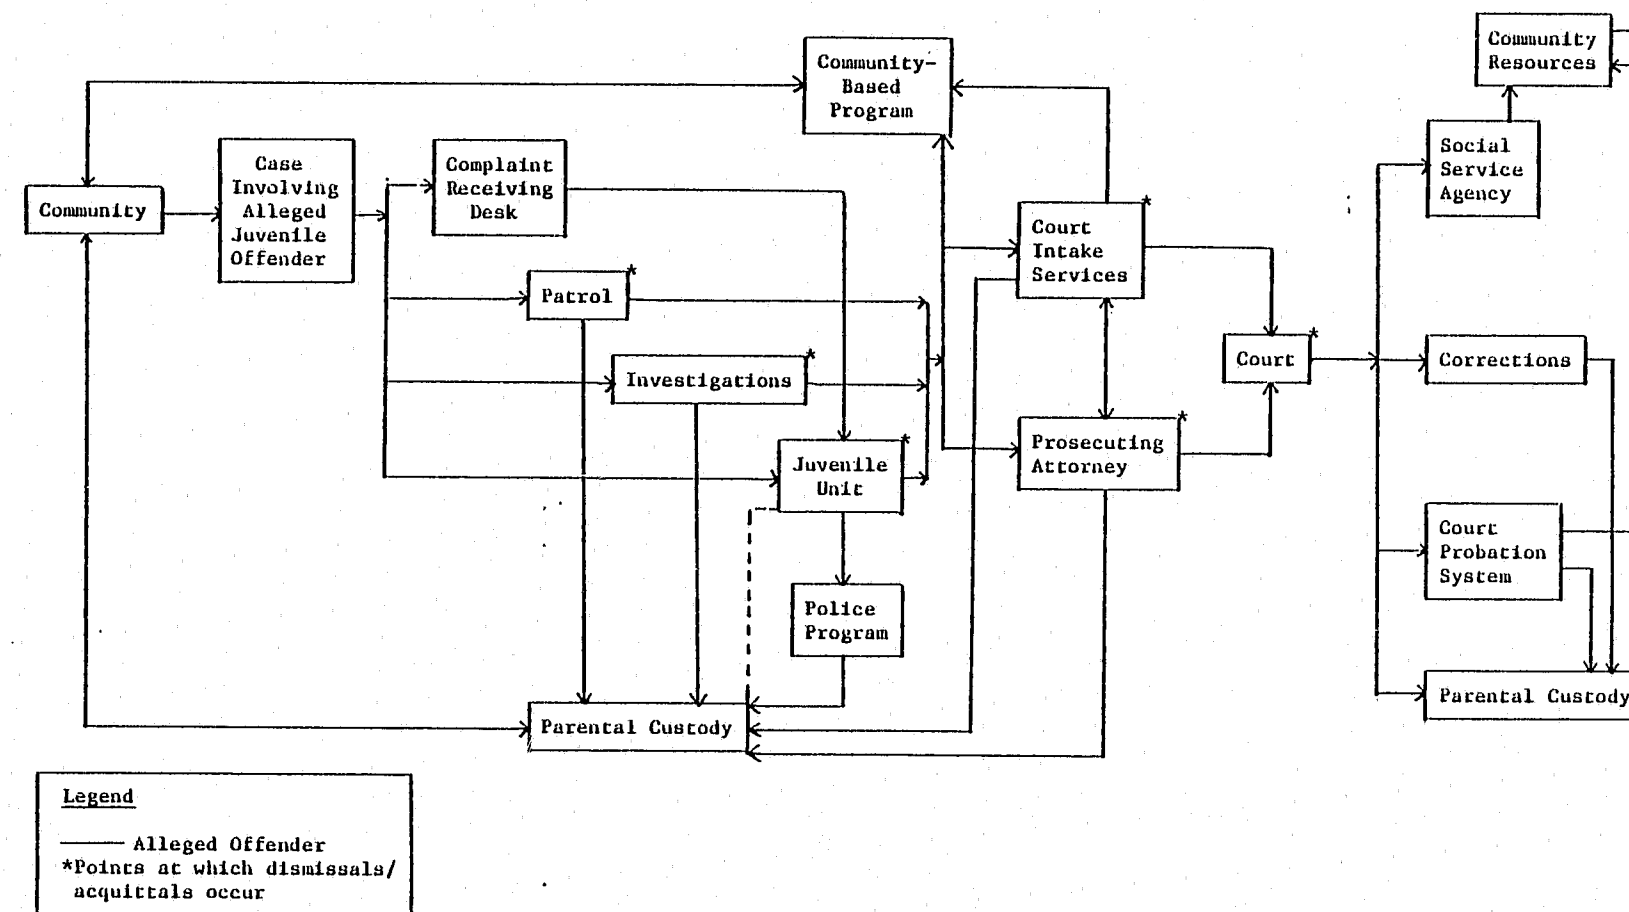 Community-
Based
Program
Community
Resources
Case
Involving
Alleged
Juvenile
Offender
Complaint
Receiving
Desk
Social
Service
Agency
Community
Court
Intake
Services
*
Patrol
*
Investigations
*
Court
*
Corrections
Juvenile
Unit
*
Prosecuting
Attorney
*
Court
Probation
System
Police
Program
Parental Custody
Parental Custody
Legend
Alleged Offender
*Points at which dismissals/
acquittals occur